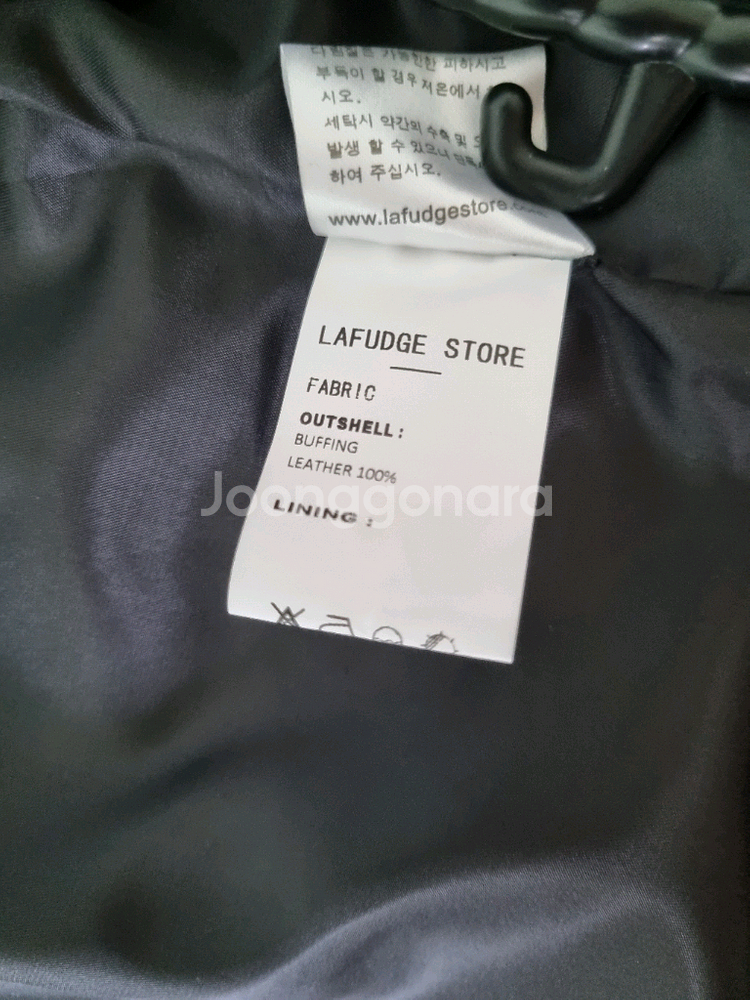 다림질은 가능한한 피하시고
부득이 할 경우 저온에서
시오.
세탁시 약간의 수축 및
발생 할 수 있으니
하여 주십시오.
www.lafudgestore.com
LAFUDGE STORE
FABRIC
OUTSHELL :
BUFFING
LEATHER 100%
Joonggonara
LINING :